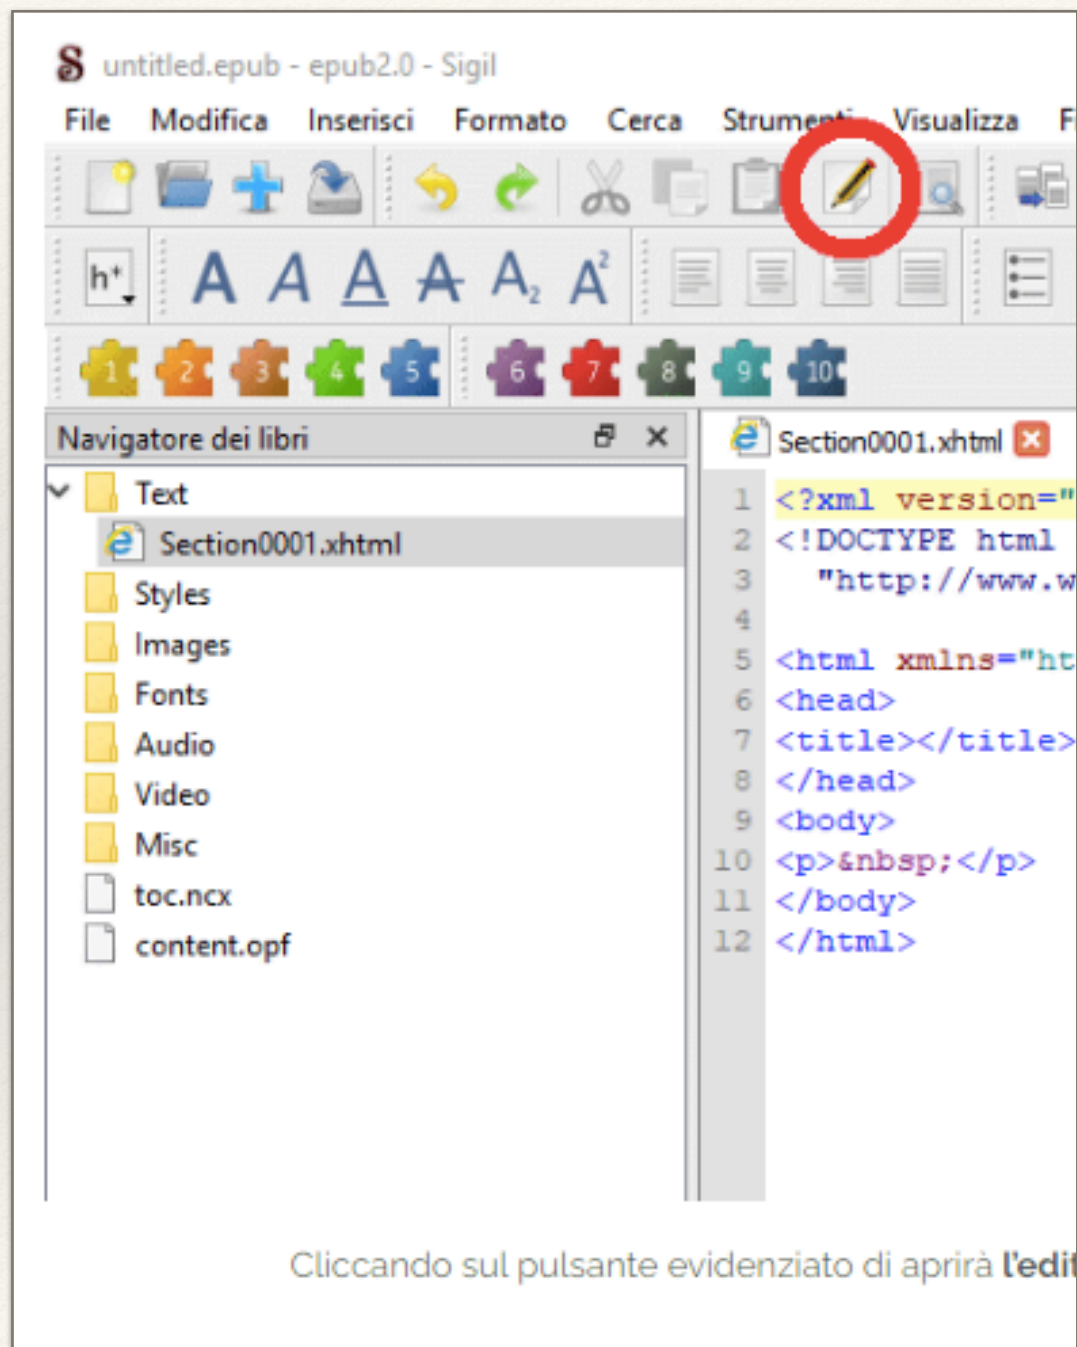 untitled.epub - epub2.0 - Sigil
File Modifica Inserisci Formato Cerca Strumenti Visualizza
h+ A A A A A2 A2
1 2 3 4 5 6 7 8 9 10
Navigatore dei libri
Text
Section0001.xhtml
Styles
Images
Fonts
Audio
Video
Misc
toc.ncx
content.opf
Section0001.xhtml
1 <?xml version="
2 <!DOCTYPE html
3 "http://www.w
4
5 <html xmlns="ht
6 <head>
7 <title></title>
8 </head>
9 <body>
10 <p>&nbsp;</p>
11 </body>
12 </html>
Cliccando sul pulsante evidenziato di aprirà l'edit